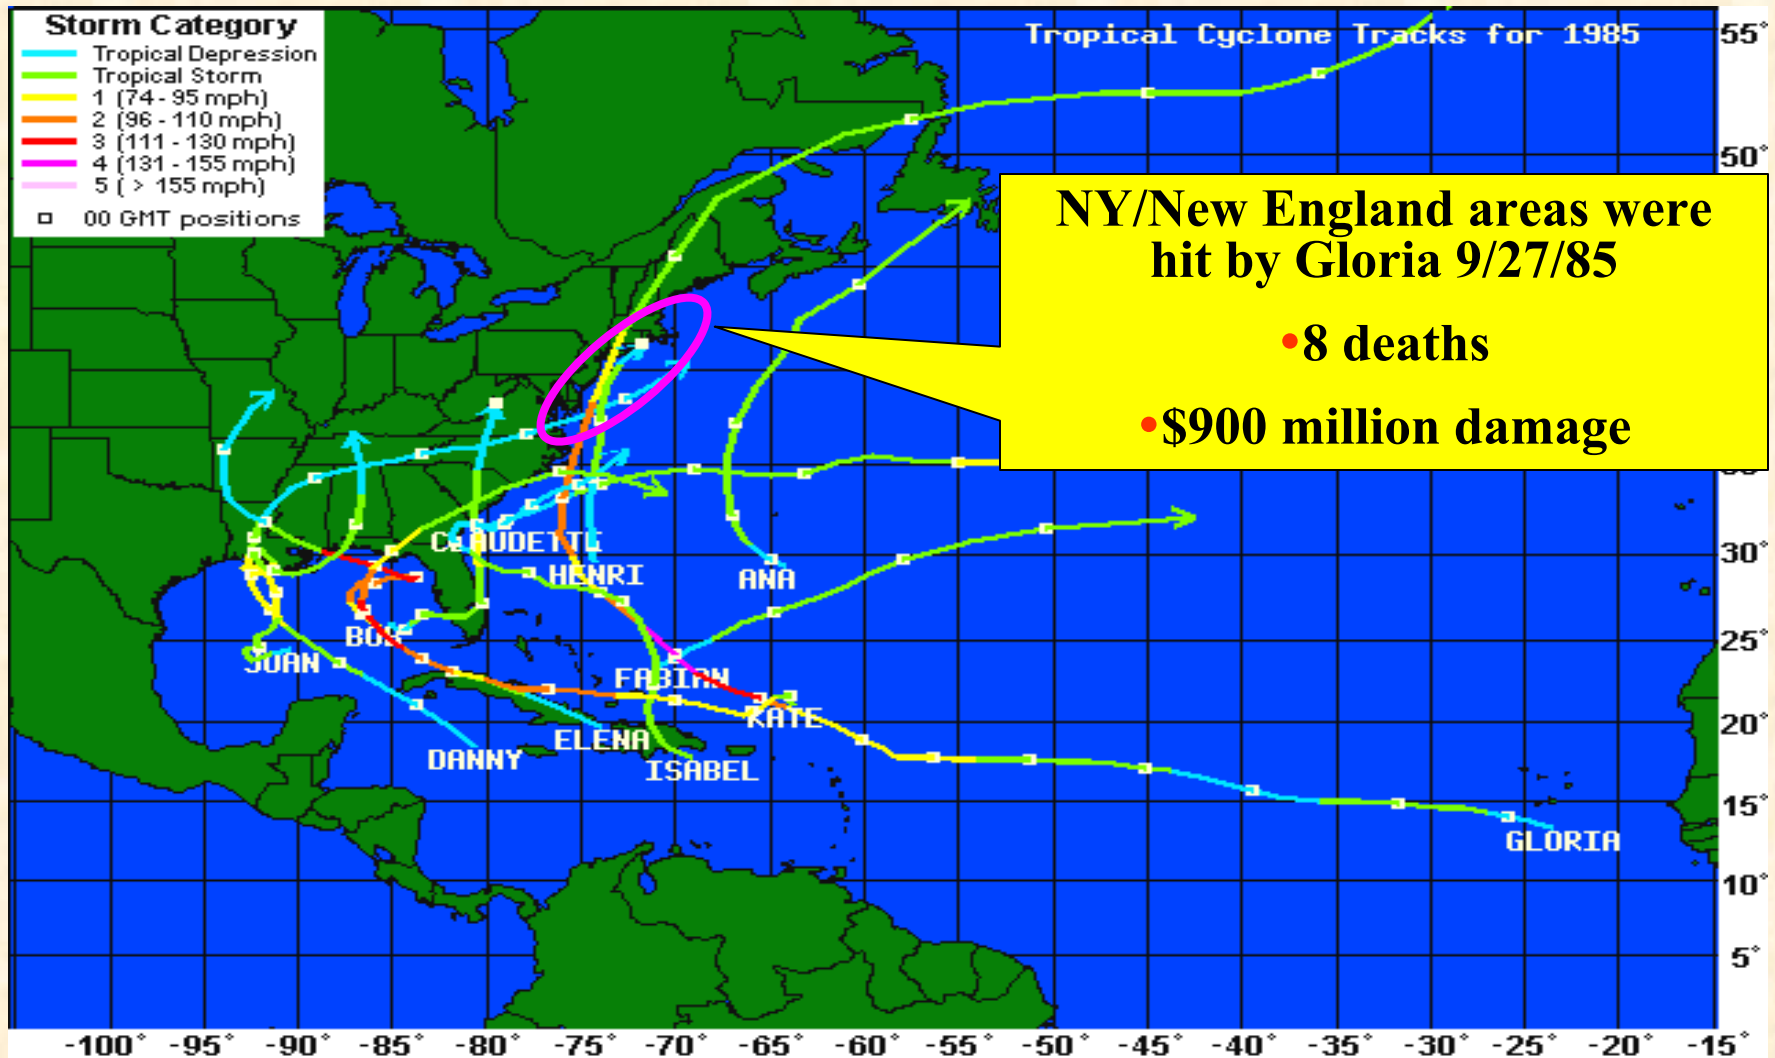 Storm Category
Tropical Depression
Tropical Storm
1 (74 - 95 mph)
2 (96 - 110 mph)
3 (111 - 130 mph)
4 (131 - 155 mph)
5 ( > 155 mph)
00 GMT positions
Tropical Cyclone Tracks for 1985
NY/New England areas were
hit by Gloria 9/27/85
•8 deaths
•$900 million damage
HENRI
ANA
JUAN
FABIAN
KATE
DANNY
ELENA
ISABEL
GLORIA
55°
50°
30°
25°
20°
15°
10°
5°
-100° -95° -90° -85° -80° -75° -70° -65° -60° -55° -50° -45° -40° -35° -30° -25° -20° -15°